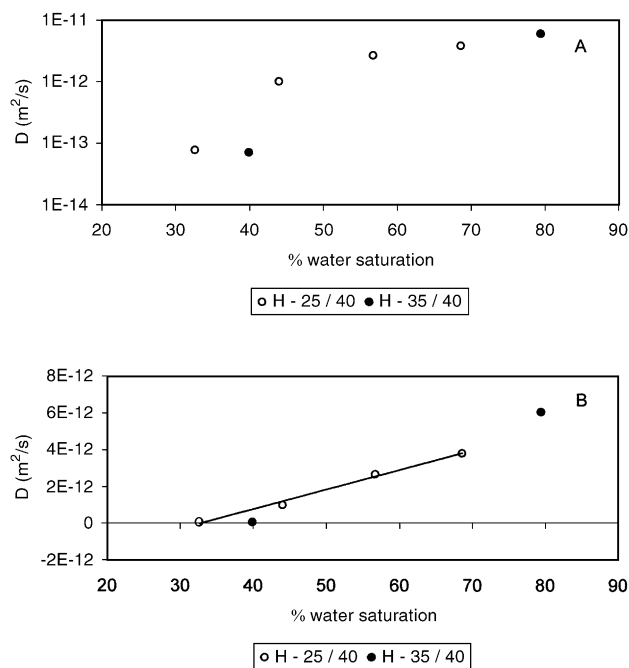 1E-11
A
1E-12
D (m²/s)
1E-13
1E-14
20 30 40 50 60 70 80 90
% water saturation
H - 25 / 40 H - 35 / 40
8E-12
B
6E-12
4E-12
D (m²/s)
2E-12
0
-2E-12
20 30 40 50 60 70 80 90
% water saturation
H - 25 / 40 H - 35 / 40